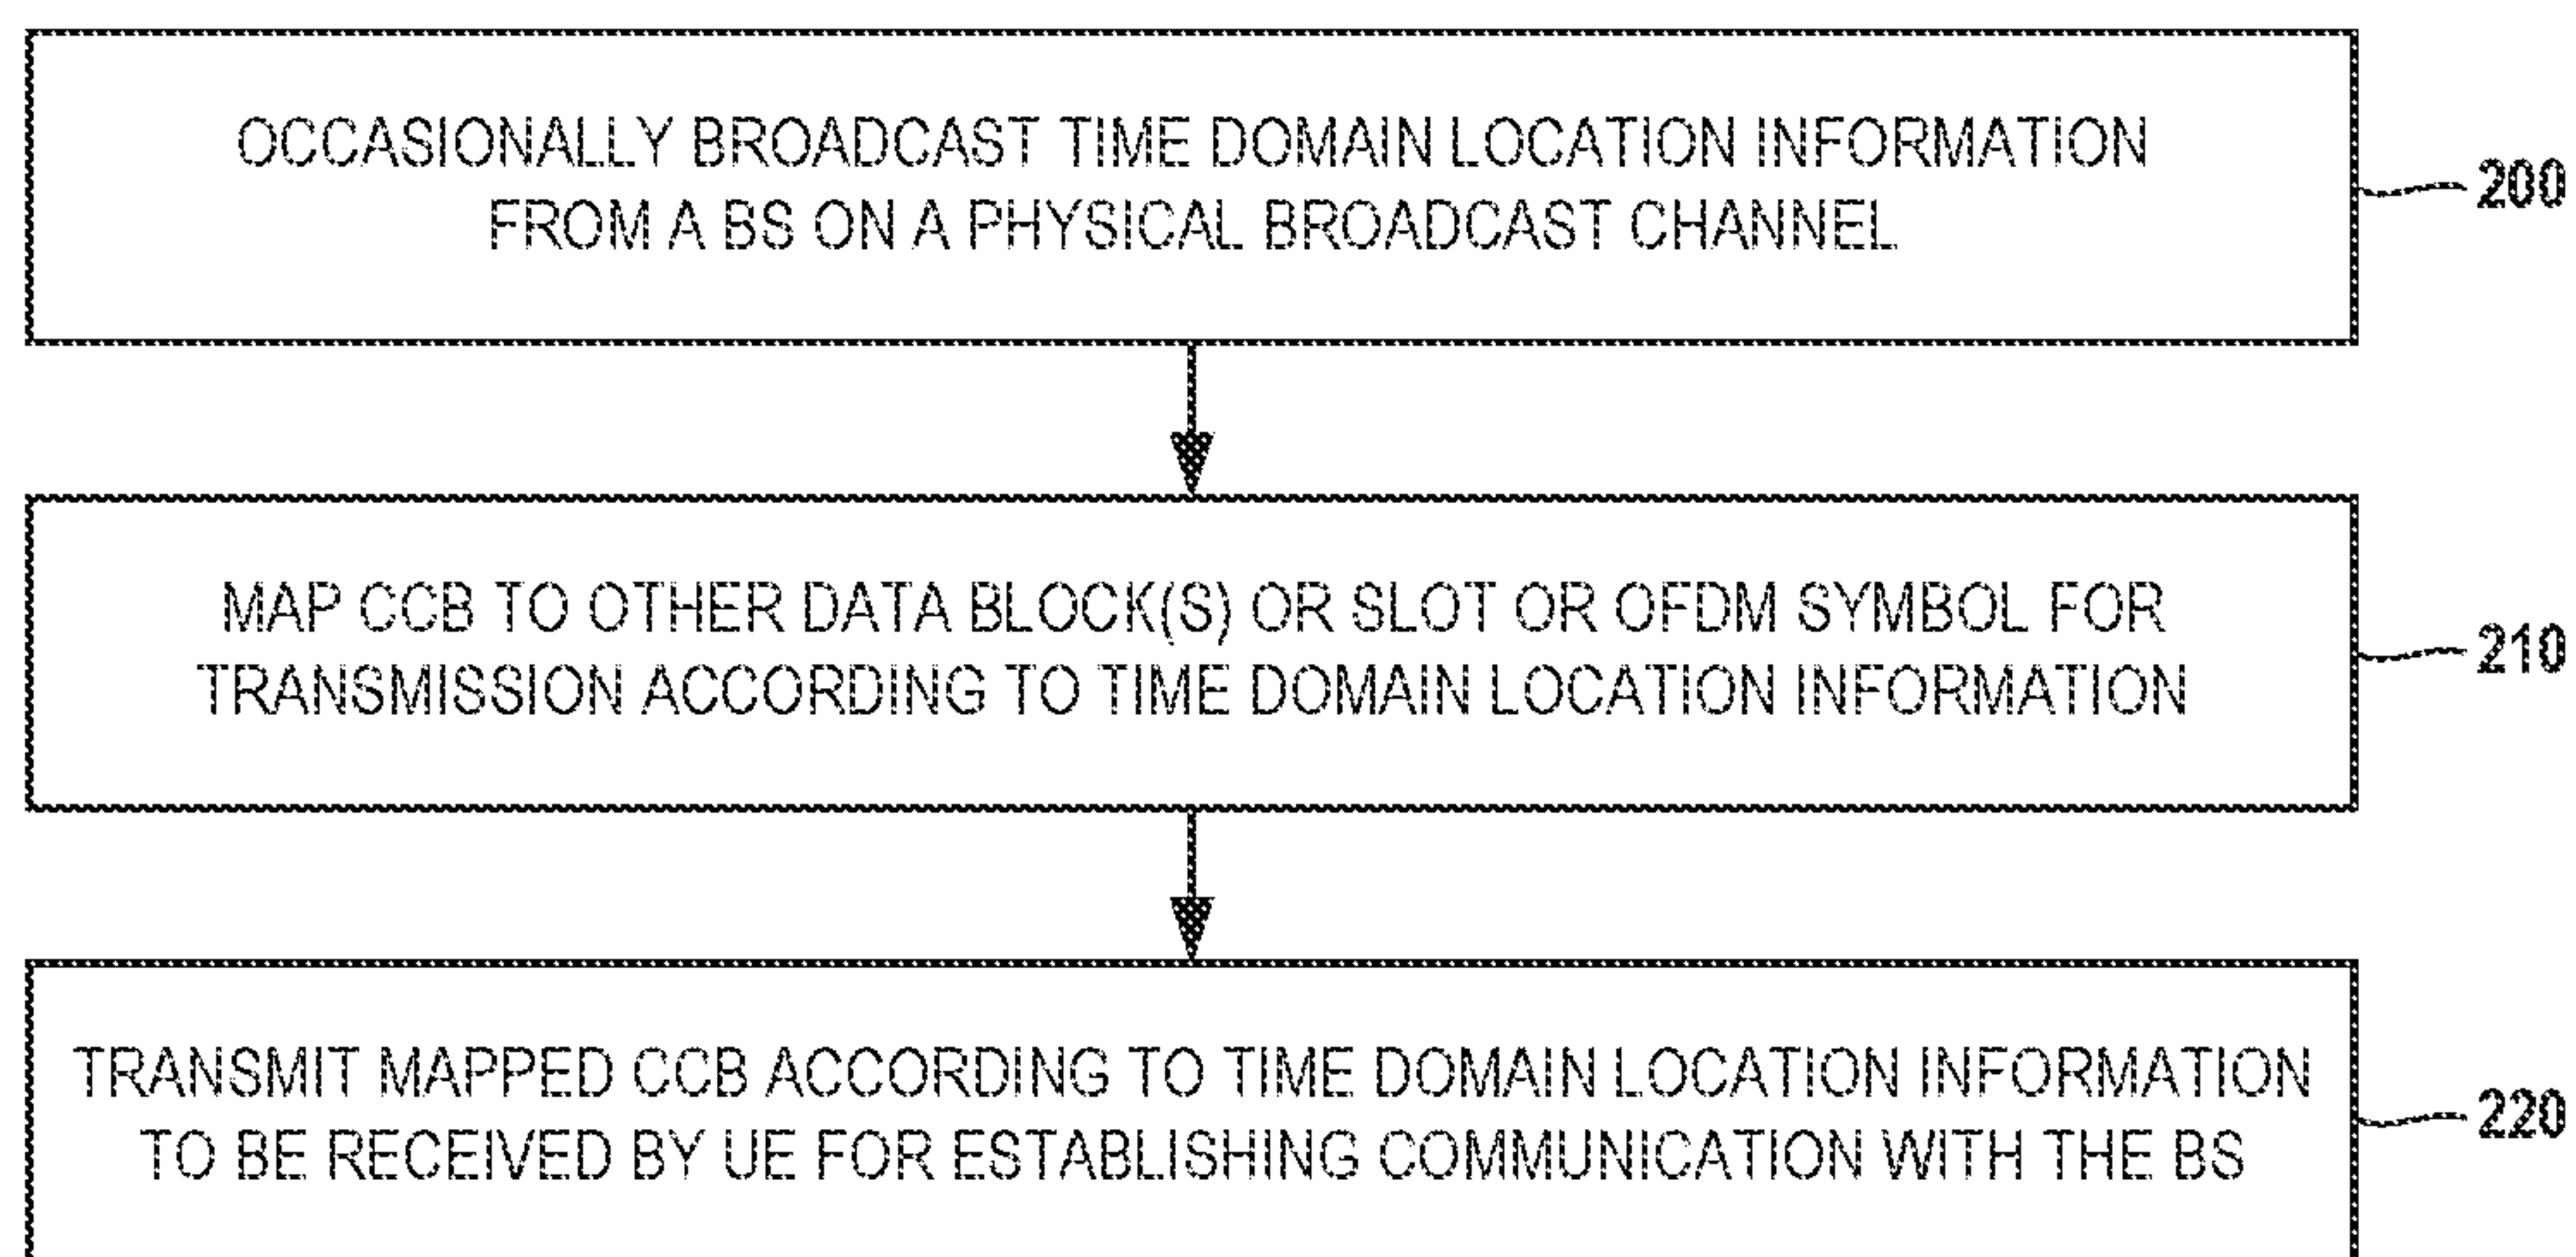 OCCASIONALLY BROADCAST TIME DOMAIN LOCATION INFORMATION
FROM A BS ON A PHYSICAL BROADCAST CHANNEL
200
MAP CCB TO OTHER DATA BLOCK(S) OR SLOT OR OFDM SYMBOL FOR
TRANSMISSION ACCORDING TO TIME DOMAIN LOCATION INFORMATION
210
TRANSMIT MAPPED CCB ACCORDING TO TIME DOMAIN LOCATION INFORMATION
TO BE RECEIVED BY UE FOR ESTABLISHING COMMUNICATION WITH THE BS
220